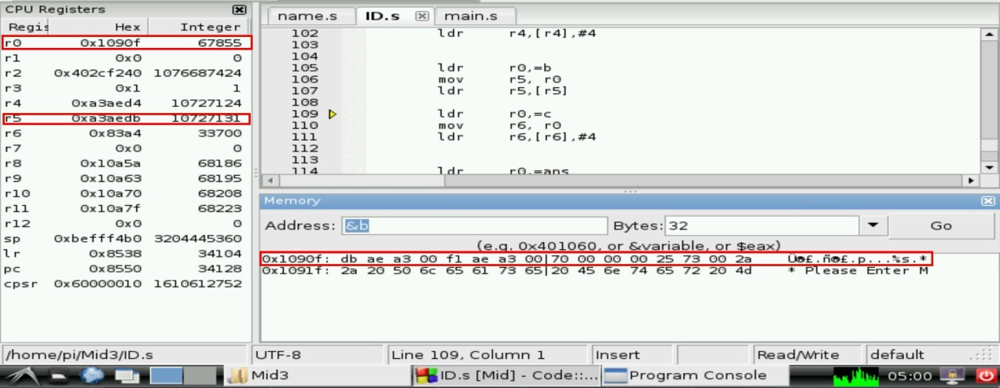 CPU Registers
Regis Hex Integer
r0 0x1090f 67855
r1 0x0 0
r2 0x402cf240 1076687424
r3 0x1 1
r4 0xa3aed4 10727124
r5 0xa3aedb 10727131
r6 0x83a4 33700
r7 0x0 0
r8 0x10a5a 68186
r9 0x10a63 68195
r10 0x10a70 68208
r11 0x10a7f 68223
r12 0x0 0
sp 0xbefff4b0 3204445360
lr 0x8538 34104
pc 0x8550 34128
cpsr 0x60000010 1610612752
name.s ID.s main.s
102 ldr r4,[r4],#4
103
104
105 ldr r0,=b
106 mov r5, r0
107 ldr r5,[r5]
108
109 ldr r0,=c
110 mov r6, r0
111 ldr r6,[r6],#4
112
113
114 ldr r0,=ans
Memory
Address: &b Bytes: 32 Go
(e.g. 0x401060, or &variable, or $eax)
0x1090f: db ae a3 00 f1 ae a3 00|70 00 00 00 25 73 00 2a Û®£.ñ®£.p...%s.*
0x1091f: 2a 20 50 6c 65 61 73 65|20 45 6e 74 65 72 20 4d * Please Enter M
/home/pi/Mid3/ID.s UTF-8 Line 109, Column 1 Insert Read/Write default
Mid3 ID.s [Mid] - Code::... Program Console 05:00